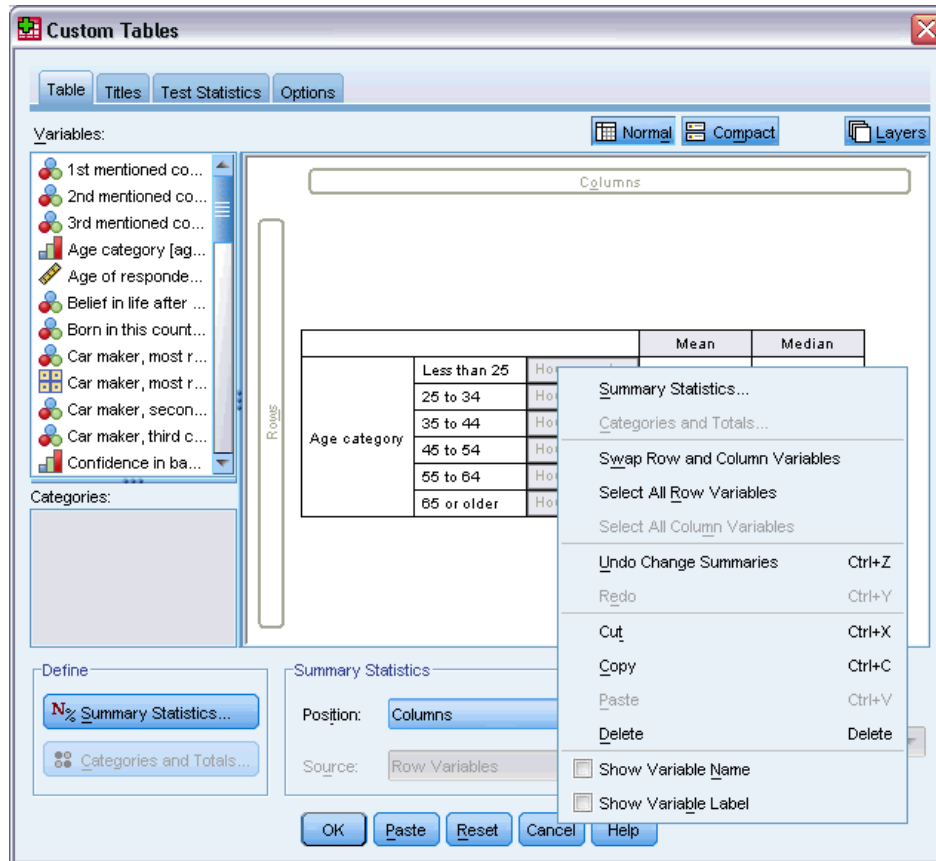 Custom Tables
Table Titles Test Statistics Options
Variables:
Normal Compact Layers
1st mentioned co...
2nd mentioned co...
3rd mentioned co...
Age category [ag...
Age of responde...
Belief in life after ...
Born in this count...
Car maker, most r...
Car maker, most r...
Car maker, secon...
Car maker, third c...
Confidence in ba...
Categories:
Columns
Rows
Mean Median
Age category
Less than 25
25 to 34
35 to 44
45 to 54
55 to 64
65 or older
Summary Statistics...
Categories and Totals...
Swap Row and Column Variables
Select All Row Variables
Select All Column Variables
Undo Change Summaries Ctrl+Z
Redo Ctrl+Y
Cut Ctrl+X
Copy Ctrl+C
Paste Ctrl+V
Delete Delete
Show Variable Name
Show Variable Label
Define
N% Summary Statistics...
Categories and Totals...
Summary Statistics
Position: Columns
Source: Row Variables
OK Paste Reset Cancel Help